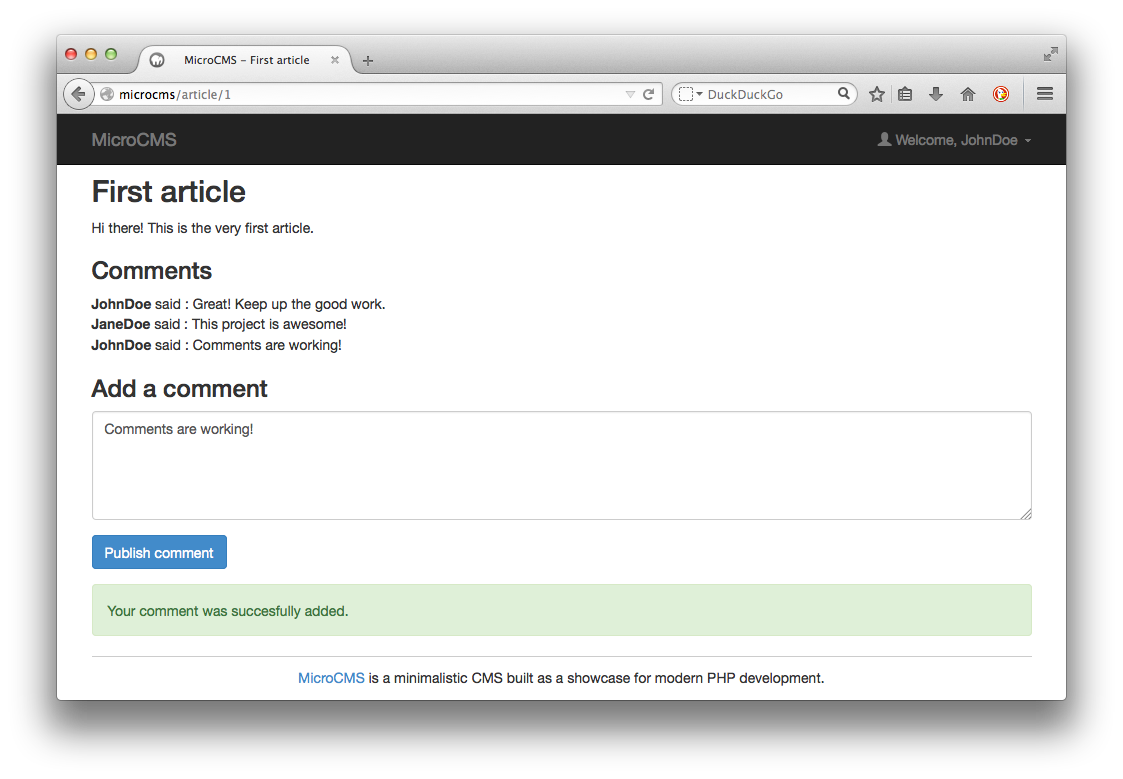 MicroCMS – First article
microcms/article/1
DuckDuckGo
MicroCMS
Welcome, JohnDoe
First article
Hi there! This is the very first article.
Comments
JohnDoe said : Great! Keep up the good work.
JaneDoe said : This project is awesome!
JohnDoe said : Comments are working!
Add a comment
Comments are working!
Publish comment
Your comment was succesfully added.
MicroCMS is a minimalistic CMS built as a showcase for modern PHP development.